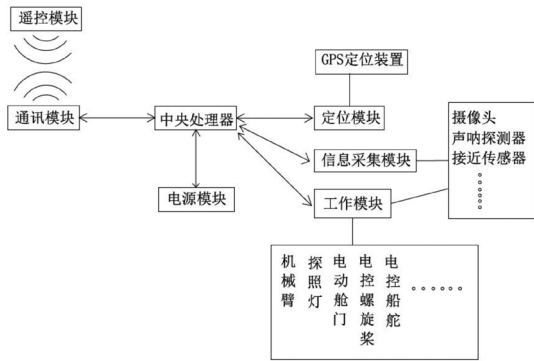 遥控模块
GPS定位装置
通讯模块
中央处理器
定位模块
摄像头
声呐探测器
接近传感器
信息采集模块
电源模块
工作模块
机械臂
探照灯
电动舱门
电控螺旋桨
电控船舵